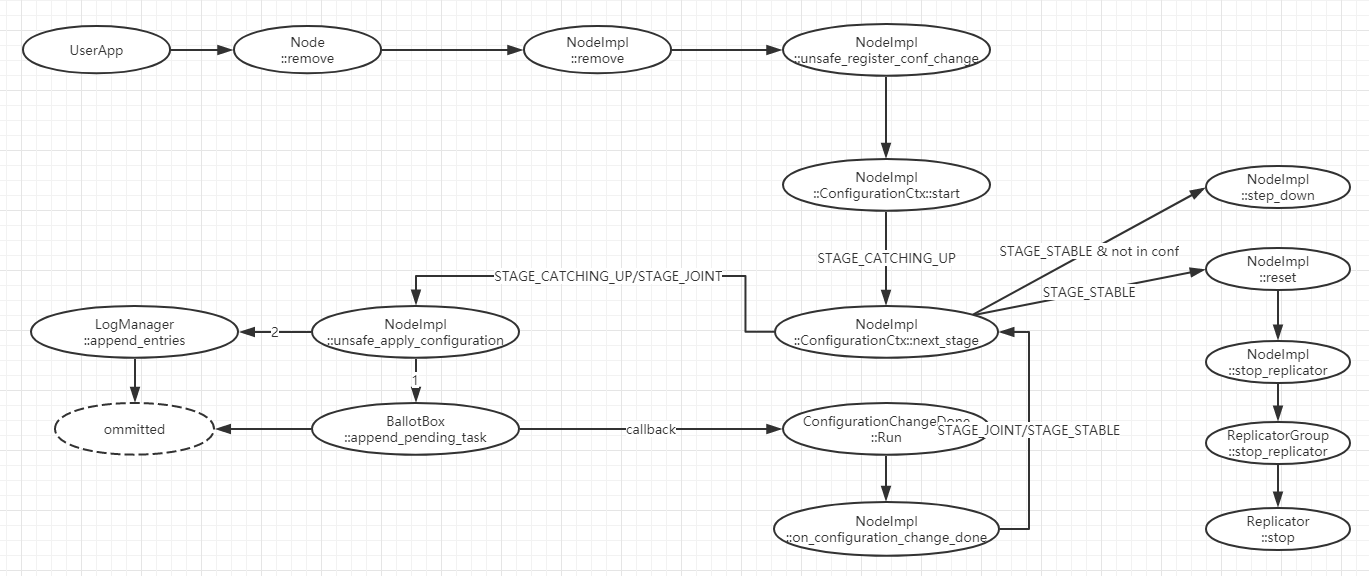 UserApp
Node
::remove
NodeImpl
::remove
NodeImpl
::unsafe_register_conf_change
NodeImpl
::ConfigurationCtx::start
NodeImpl
::step_down
STAGE_STABLE & not in conf
STAGE_CATCHING_UP
NodeImpl
::reset
STAGE_CATCHING_UP/STAGE_JOINT
STAGE_STABLE
LogManager
::append_entries
2
NodeImpl
::unsafe_apply_configuration
NodeImpl
::ConfigurationCtx::next_stage
NodeImpl
::stop_replicator
1
ommitted
BallotBox
::append_pending_task
callback
ConfigurationChangeDone
::Run
STAGE_JOINT/STAGE_STABLE
ReplicatorGroup
::stop_replicator
NodeImpl
::on_configuration_change_done
Replicator
::stop